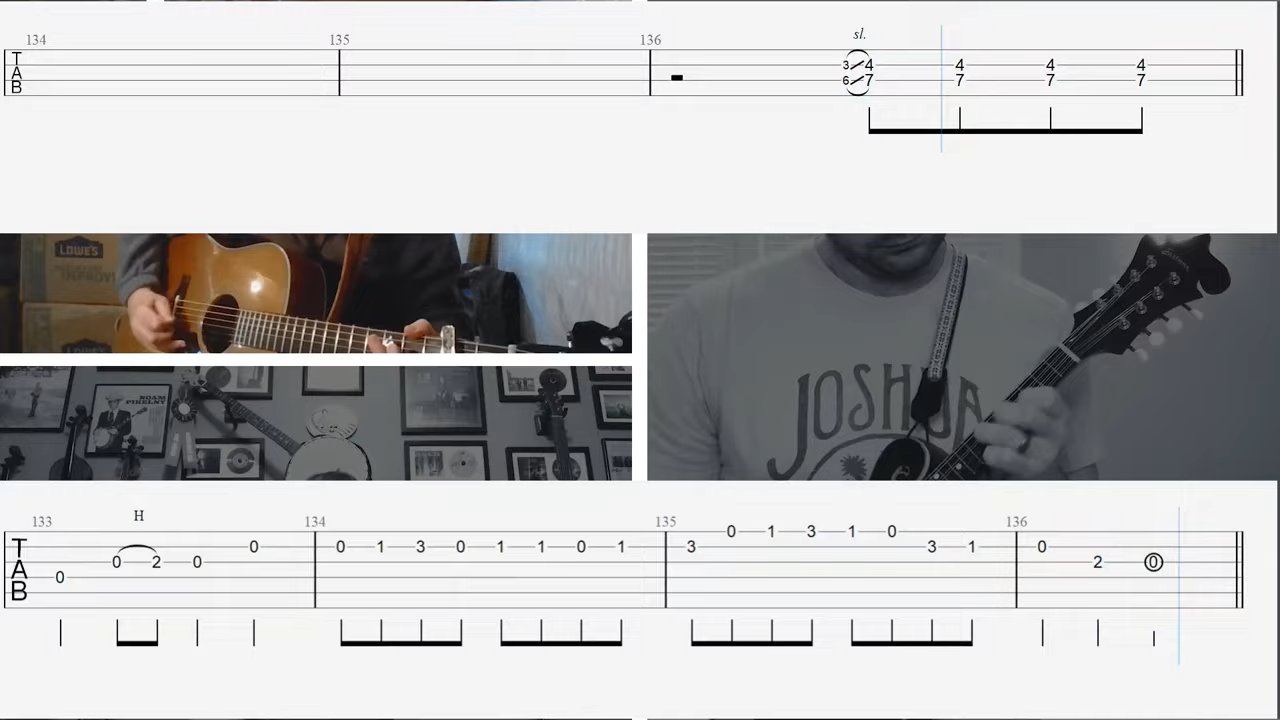 134 135 136 sl.
T
A
B
3 4 4 4 4
6 7 7 7 7
LOWE'S
NOAM
PIKELNY
JOSHUA
133 H 134 135 136
T
A
B
0 1 3 1 0
0 0 1 3 0 1 1 0 1 3 3 1 0
0 2 0 2 0
0